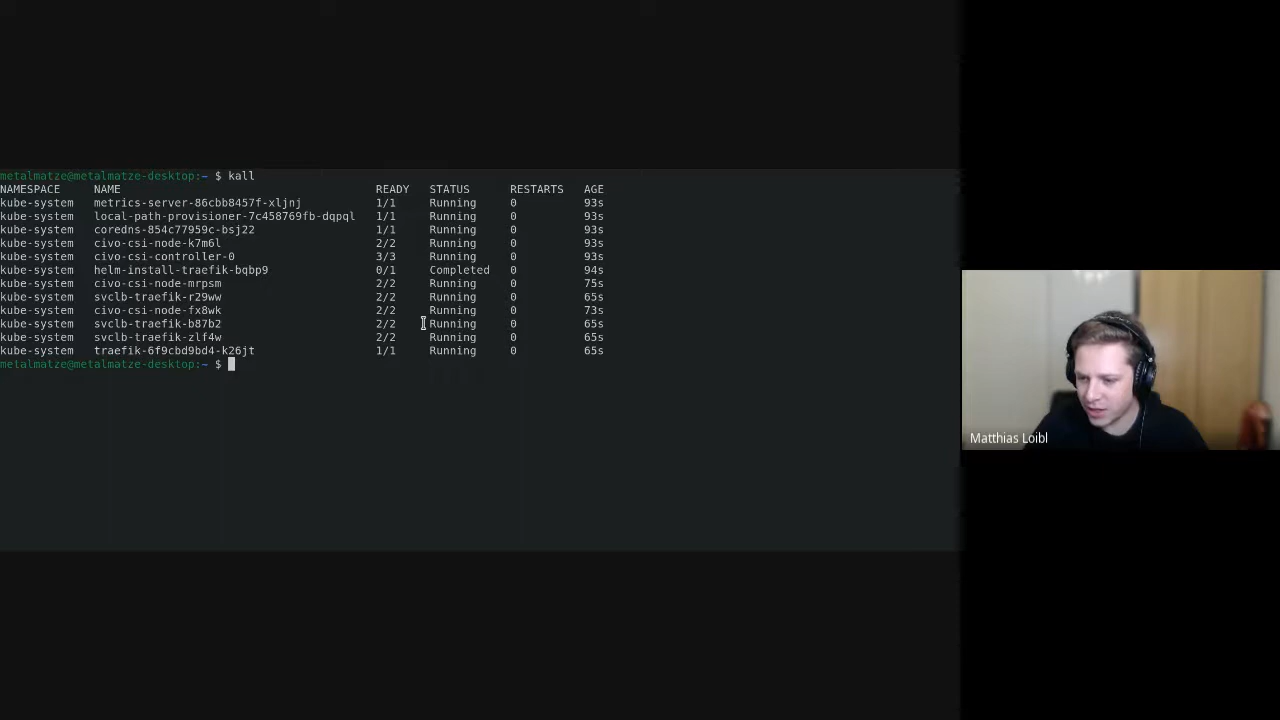 metalmatze@metalmatze-desktop:~ $ kall
NAMESPACE NAME READY STATUS RESTARTS AGE
kube-system metrics-server-86cbb8457f-xljnj 1/1 Running 0 93s
kube-system local-path-provisioner-7c458769fb-dqpql 1/1 Running 0 93s
kube-system coredns-854c77959c-bsj22 1/1 Running 0 93s
kube-system civo-csi-node-k7m6l 2/2 Running 0 93s
kube-system civo-csi-controller-0 3/3 Running 0 93s
kube-system helm-install-traefik-bqbp9 0/1 Completed 0 94s
kube-system civo-csi-node-mrpsm 2/2 Running 0 75s
kube-system svclb-traefik-r29ww 2/2 Running 0 65s
kube-system civo-csi-node-fx8wk 2/2 Running 0 73s
kube-system svclb-traefik-b87b2 2/2 Running 0 65s
kube-system svclb-traefik-zlf4w 2/2 Running 0 65s
kube-system traefik-6f9cbd9bd4-k26jt 1/1 Running 0 65s
metalmatze@metalmatze-desktop:~ $
Matthias Loibl